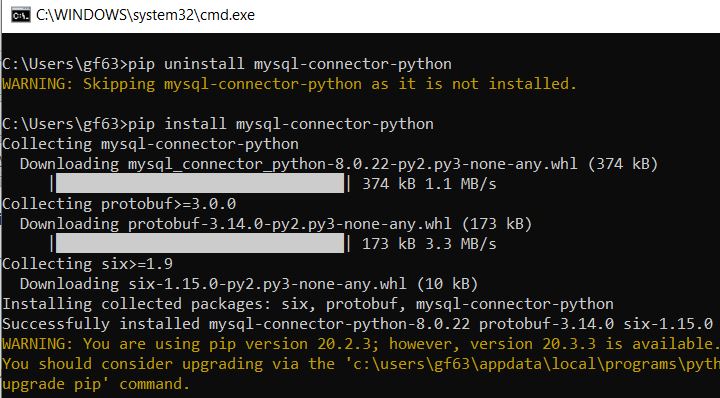 C:\WINDOWS\system32\cmd.exe
C:\Users\gf63>pip uninstall mysql-connector-python
WARNING: Skipping mysql-connector-python as it is not installed.
C:\Users\gf63>pip install mysql-connector-python
Collecting mysql-connector-python
Downloading mysql_connector_python-8.0.22-py2.py3-none-any.whl (374 kB)
|████████████████████████████████| 374 kB 1.1 MB/s
Collecting protobuf>=3.0.0
Downloading protobuf-3.14.0-py2.py3-none-any.whl (173 kB)
|████████████████████████████████| 173 kB 3.3 MB/s
Collecting six>=1.9
Downloading six-1.15.0-py2.py3-none-any.whl (10 kB)
Installing collected packages: six, protobuf, mysql-connector-python
Successfully installed mysql-connector-python-8.0.22 protobuf-3.14.0 six-1.15.0
WARNING: You are using pip version 20.2.3; however, version 20.3.3 is available.
You should consider upgrading via the 'c:\users\gf63\appdata\local\programs\pyth
upgrade pip' command.